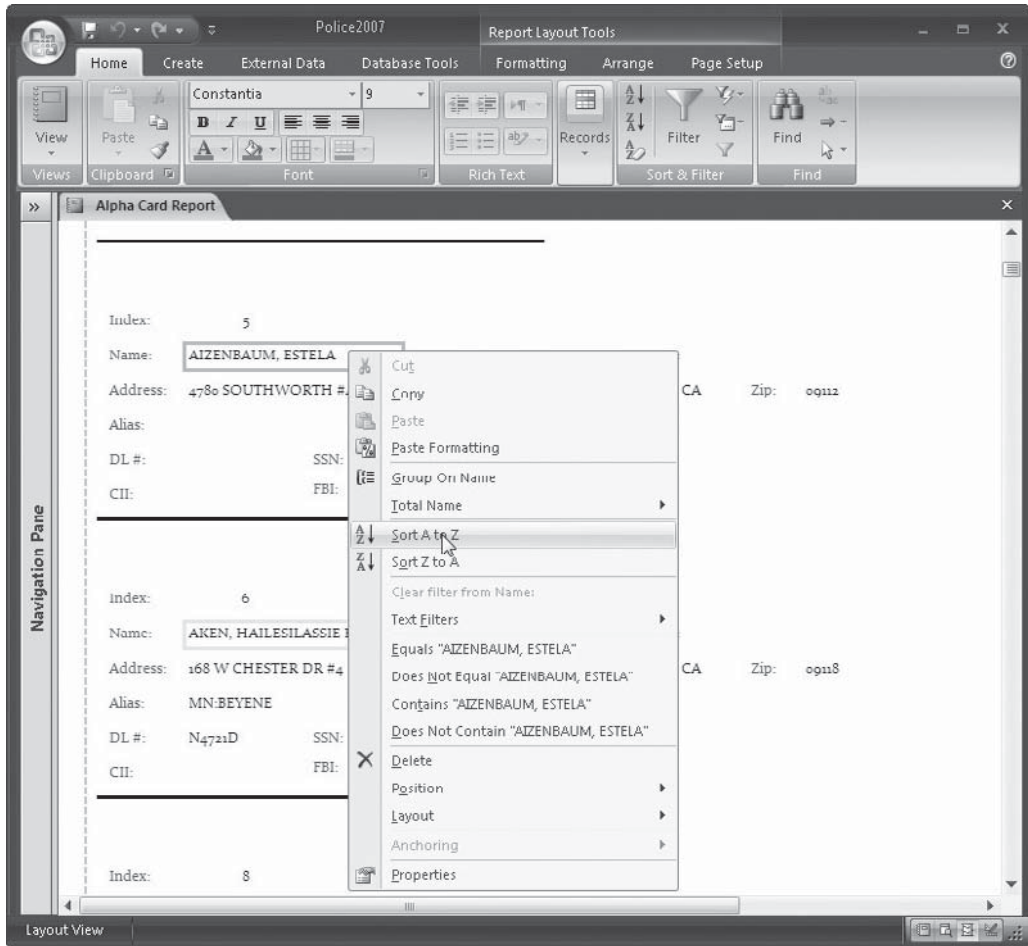 Police2007
Report Layout Tools
Home Create External Data Database Tools Formatting Arrange Page Setup
Constantia 9
View Paste Records Filter Find
Views Clipboard Font Rich Text Sort & Filter Find
Alpha Card Report
Navigation Pane
Index: 5
Name: AIZENBAUM, ESTELA
Address: 4780 SOUTHWORTH #. CA Zip: 09112
Alias:
DL #: SSN:
CII: FBI:
Index: 6
Name: AKEN, HAILESILASSIE
Address: 168 W CHESTER DR #4 CA Zip: 09118
Alias: MN:BEYENE
DL #: N4721D SSN:
CII: FBI:
Index: 8
Cut
Copy
Paste
Paste Formatting
Group On Name
Total Name
Sort A to Z
Sort Z to A
Clear filter from Name:
Text Filters
Equals "AIZENBAUM, ESTELA"
Does Not Equal "AIZENBAUM, ESTELA"
Contains "AIZENBAUM, ESTELA"
Does Not Contain "AIZENBAUM, ESTELA"
Delete
Position
Layout
Anchoring
Properties
Layout View